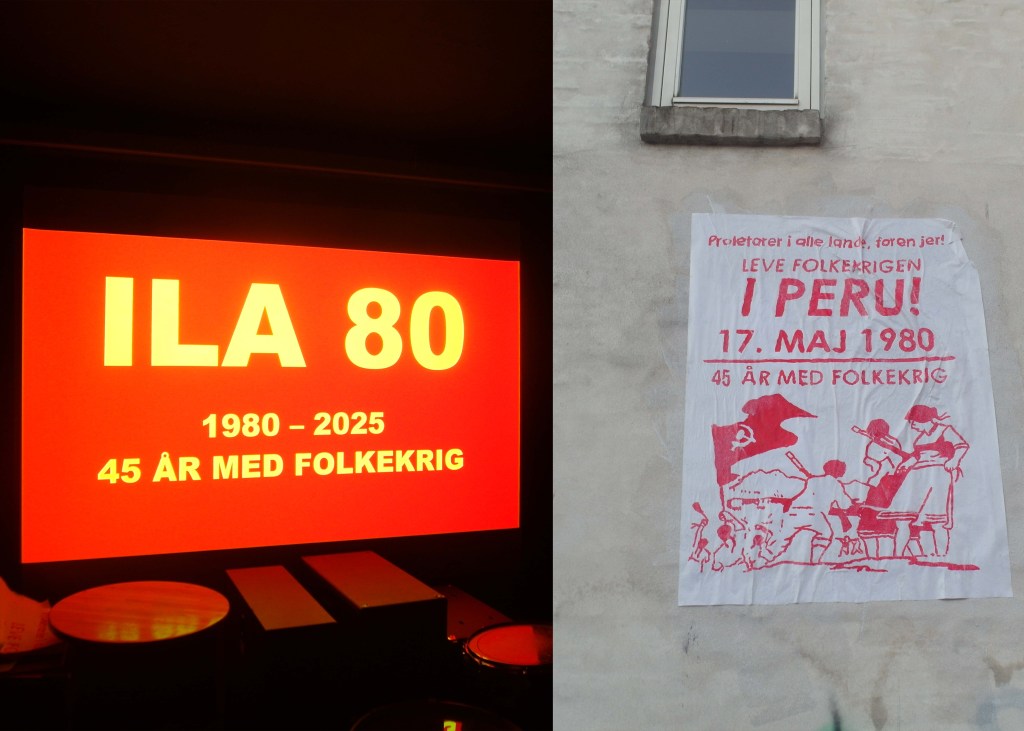 ILA 80
1980 – 2025
45 ÅR MED FOLKEKRIG
Proletarer i alle lande, foren jer!
LEVE FOLKEKRIGEN
I PERU!
17. MAJ 1980
45 ÅR MED FOLKEKRIG